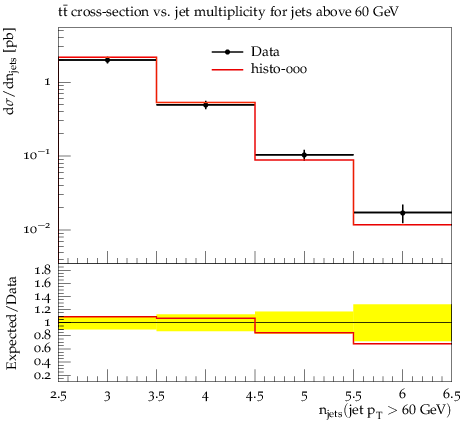 tt̄ cross-section vs. jet multiplicity for jets above 60 GeV
dσ/dn_jets [pb]
Data
histo-ooo
1
10⁻¹
10⁻²
Expected/Data
1.8
1.6
1.4
1.2
1
0.8
0.6
0.4
0.2
2.5 3 3.5 4 4.5 5 5.5 6 6.5
n_jets(jet p_T > 60 GeV)